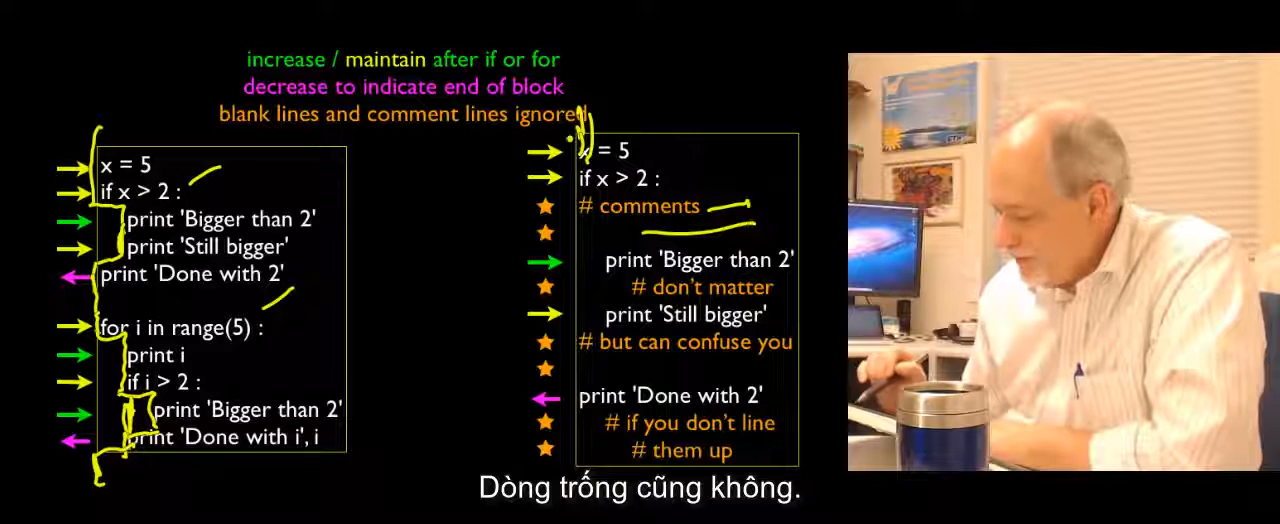 increase / maintain after if or for
decrease to indicate end of block
blank lines and comment lines ignored
x = 5
if x > 2 :
print 'Bigger than 2'
print 'Still bigger'
print 'Done with 2'
for i in range(5) :
print i
if i > 2 :
print 'Bigger than 2'
print 'Done with i', i
x = 5
if x > 2 :
# comments
print 'Bigger than 2'
# don't matter
print 'Still bigger'
# but can confuse you
print 'Done with 2'
# if you don't line
# them up
Dòng trống cũng không.